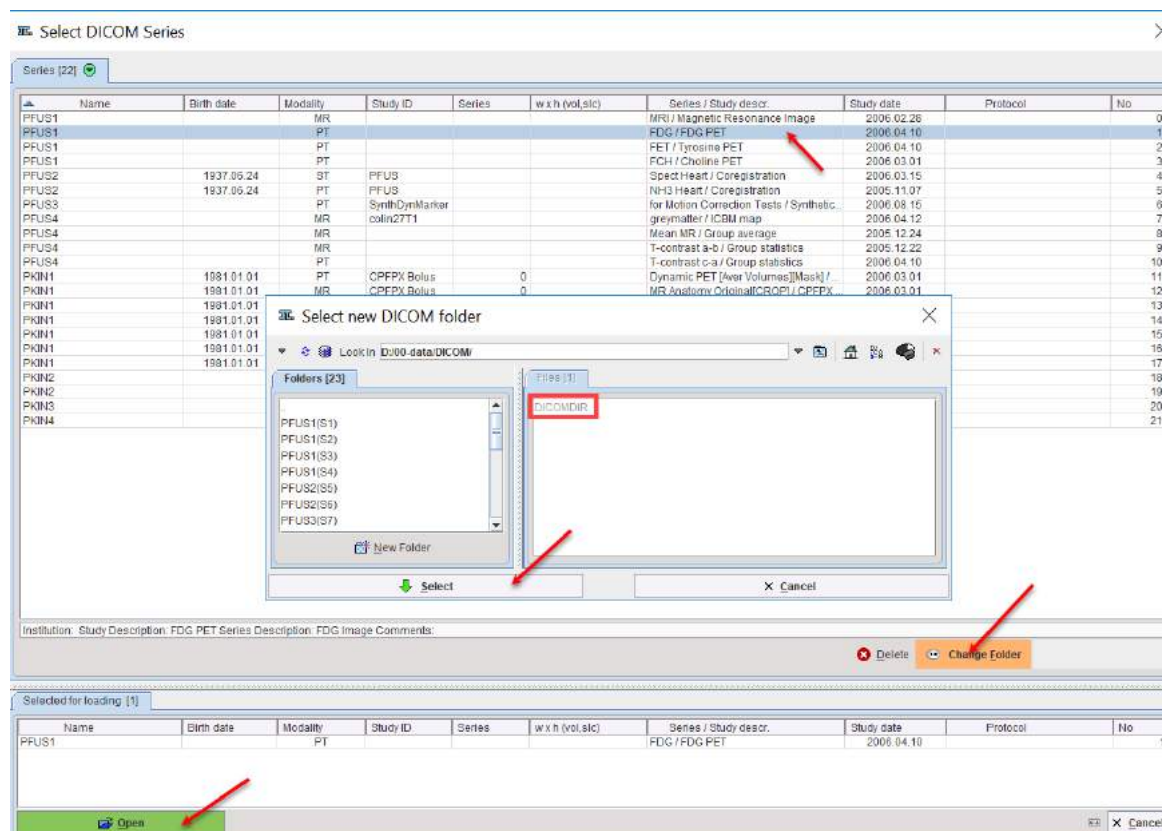 Select DICOM Series
Series [22]
Name Birth date Modality Study ID Series w x h (vol,slc) Series / Study descr. Study date Protocol No
PFUS1 MR MRI / Magnetic Resonance Image 2006.02.28 0
PFUS1 PT FDG / FDG PET 2006.04.10 1
PFUS1 PT FET / Tyrosine PET 2006.04.10 2
PFUS1 PT FCH / Choline PET 2006.03.01 3
PFUS2 1937.06.24 ST PFUS Spect Heart / Coregistration 2006.03.15 4
PFUS2 1937.06.24 PT PFUS NH3 Heart / Coregistration 2005.11.07 5
PFUS3 PT SynthDynMarker for Motion Correction Tests / Synthetic... 2006.08.15 6
PFUS4 MR colin27T1 greymatter / ICBM map 2006.04.12 7
PFUS4 MR Mean MR / Group average 2005.12.24 8
PFUS4 MR T-contrast a-b / Group statistics 2005.12.22 9
PFUS4 PT T-contrast c-a / Group statistics 2006.04.10 10
PKIN1 1981.01.01 PT CPFPX Bolus 0 Dynamic PET [Aver Volumes][Mask] /... 2006.03.01 11
PKIN1 1981.01.01 MR CPFPX Bolus 0 MR Anatomy Original[CROP] / CPFPX ... 2006.03.01 12
PKIN1 1981.01.01 13
PKIN1 1981.01.01 14
PKIN1 1981.01.01 15
PKIN1 1981.01.01 16
PKIN1 1981.01.01 17
PKIN2 18
PKIN2 19
PKIN3 20
PKIN4 21
Select new DICOM folder
Look in D:/00-data/DICOM/
Folders [23] Files [1]
..
DICOMDIR
PFUS1(S1)
PFUS1(S2)
PFUS1(S3)
PFUS1(S4)
PFUS2(S5)
PFUS2(S6)
PFUS3(S7)
New Folder
Select Cancel
Institution: Study Description: FDG PET Series Description: FDG Image Comments:
Delete Change Folder
Selected for loading [1]
Name Birth date Modality Study ID Series w x h (vol,slc) Series / Study descr. Study date Protocol No
PFUS1 PT FDG / FDG PET 2006.04.10
Open Cancel